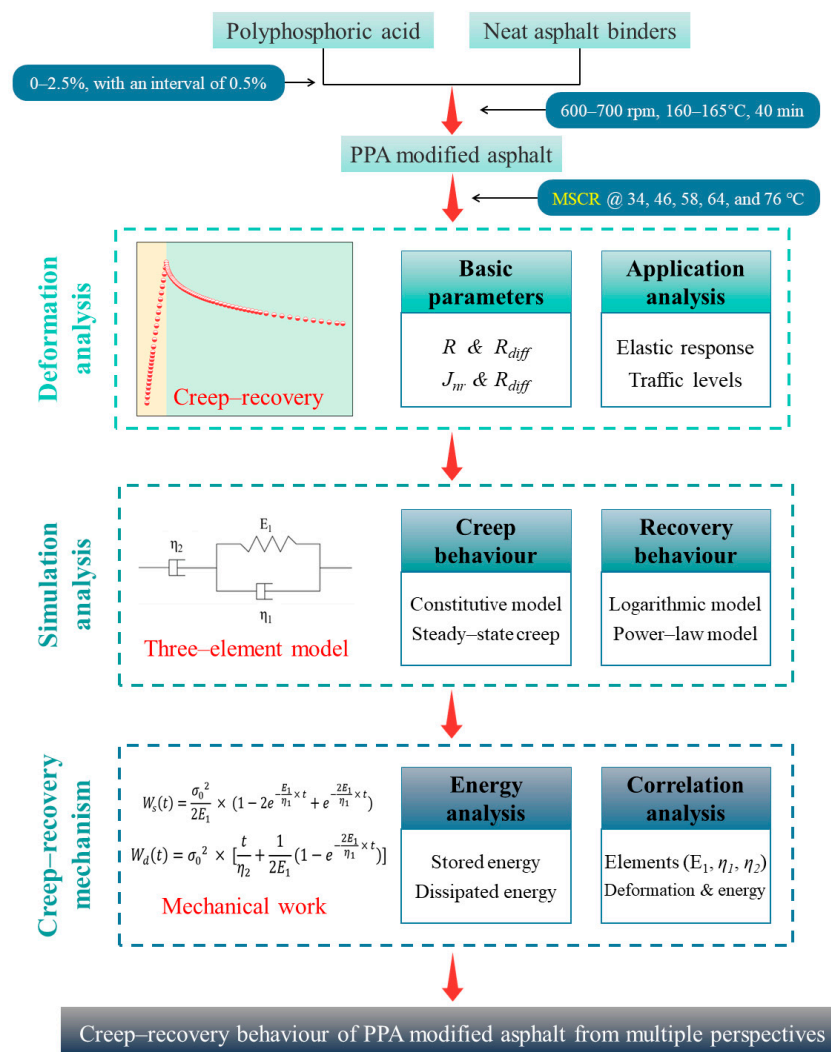 Polyphosphoric acid
Neat asphalt binders
0–2.5%, with an interval of 0.5%
600–700 rpm, 160–165°C, 40 min
PPA modified asphalt
MSCR @ 34, 46, 58, 64, and 76 °C
Deformation
analysis
Creep–recovery
Basic
parameters
R & R_diff
J_nr & R_diff
Application
analysis
Elastic response
Traffic levels
Simulation
analysis
E₁
η₂
η₁
Three–element model
Creep
behaviour
Constitutive model
Steady–state creep
Recovery
behaviour
Logarithmic model
Power–law model
Creep–recovery
mechanism
W_s(t) = σ₀²/2E₁ × (1 - 2e^(-E₁/η₁ × t) + e^(-2E₁/η₁ × t))
W_d(t) = σ₀² × [t/η₂ + 1/2E₁ (1 - e^(-2E₁/η₁ × t))]
Mechanical work
Energy
analysis
Stored energy
Dissipated energy
Correlation
analysis
Elements (E₁, η₁, η₂)
Deformation & energy
Creep–recovery behaviour of PPA modified asphalt from multiple perspectives